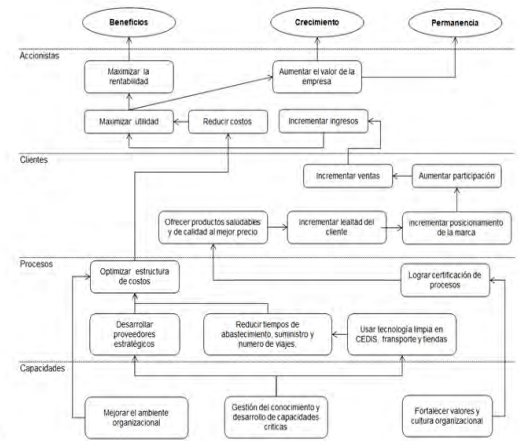 Beneficios
Crecimiento
Permanencia
Accionistas
Maximizar la
rentabilidad
Aumentar el valor de la
empresa
Maximizar utilidad
Reducir costos
Incrementar ingresos
Clientes
Incrementar ventas
Aumentar participación
Ofrecer productos saludables
y de calidad al mejor precio
Incrementar lealtad del
cliente
Incrementar posicionamiento
de la marca
Procesos
Optimizar estructura
de costos
Lograr certificación de
procesos
Desarrollar
proveedores
estratégicos
Reducir tiempos de
abastecimiento, suministro y
numero de viajes.
Usar tecnología limpia en
CEDIS, transporte y tiendas
Capacidades
Mejorar el ambiente
organizacional
Gestión del conocimiento y
desarrollo de capacidades
críticas
Fortalecer valores y
cultura organizacional